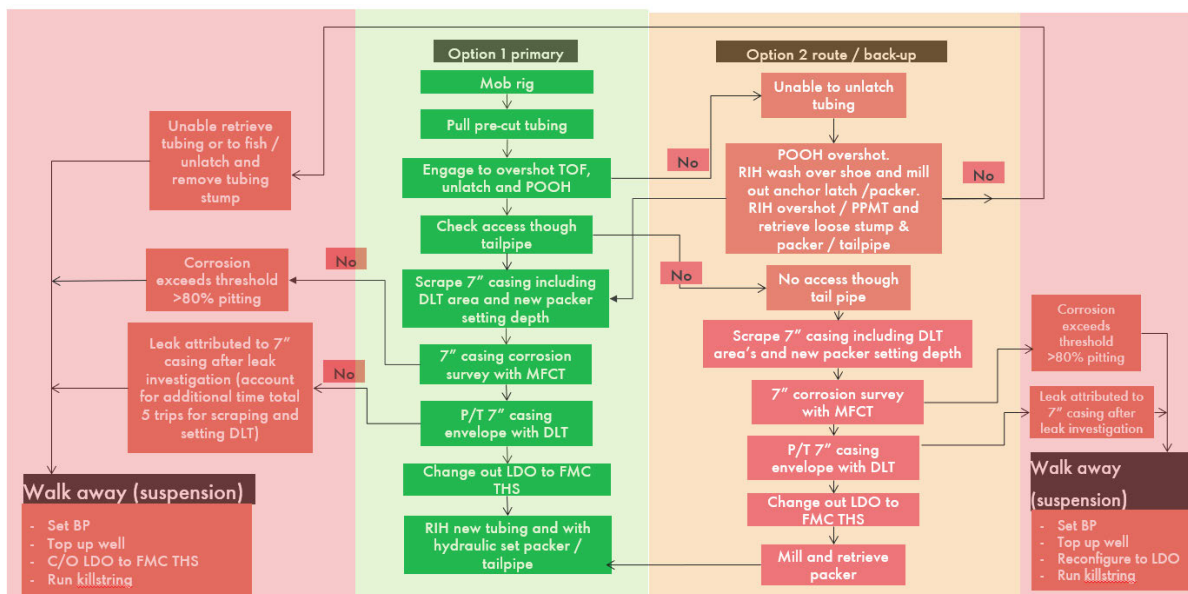 Option 1 primary
Mob rig
Pull pre-cut tubing
Engage to overshot TOF,
unlatch and POOH
Check access though
tailpipe
Scrape 7” casing including
DLT area and new packer
setting depth
7” casing corrosion
survey with MFCT
P/T 7” casing
envelope with DLT
Change out LDO to FMC
THS
RIH new tubing and with
hydraulic set packer /
tailpipe
Unable retrieve
tubing or to fish /
unlatch and
remove tubing
stump
No
Corrosion
exceeds threshold
>80% pitting
No
Leak attributed to 7”
casing after leak
investigation (account
for additional time total
5 trips for scraping and
setting DLT)
Walk away (suspension)
- Set BP
- Top up well
- C/O LDO to FMC THS
- Run killstring
Option 2 route / back-up
Unable to unlatch
tubing
No
POOH overshot.
RIH wash over shoe and mill
out anchor latch /packer.
RIH overshot / PPMT and
retrieve loose stump &
packer / tailpipe
No
No
No access though
tail pipe
Scrape 7” casing including DLT
area’s and new packer setting depth
7” corrosion survey
with MFCT
P/T 7” casing
envelope with DLT
Change out LDO to
FMC THS
Mill and retrieve
packer
Corrosion
exceeds
threshold
>80% pitting
Leak attributed to
7” casing after leak
investigation
Walk away
(suspension)
- Set BP
- Top up well
- Reconfigure to LDO
- Run killstring